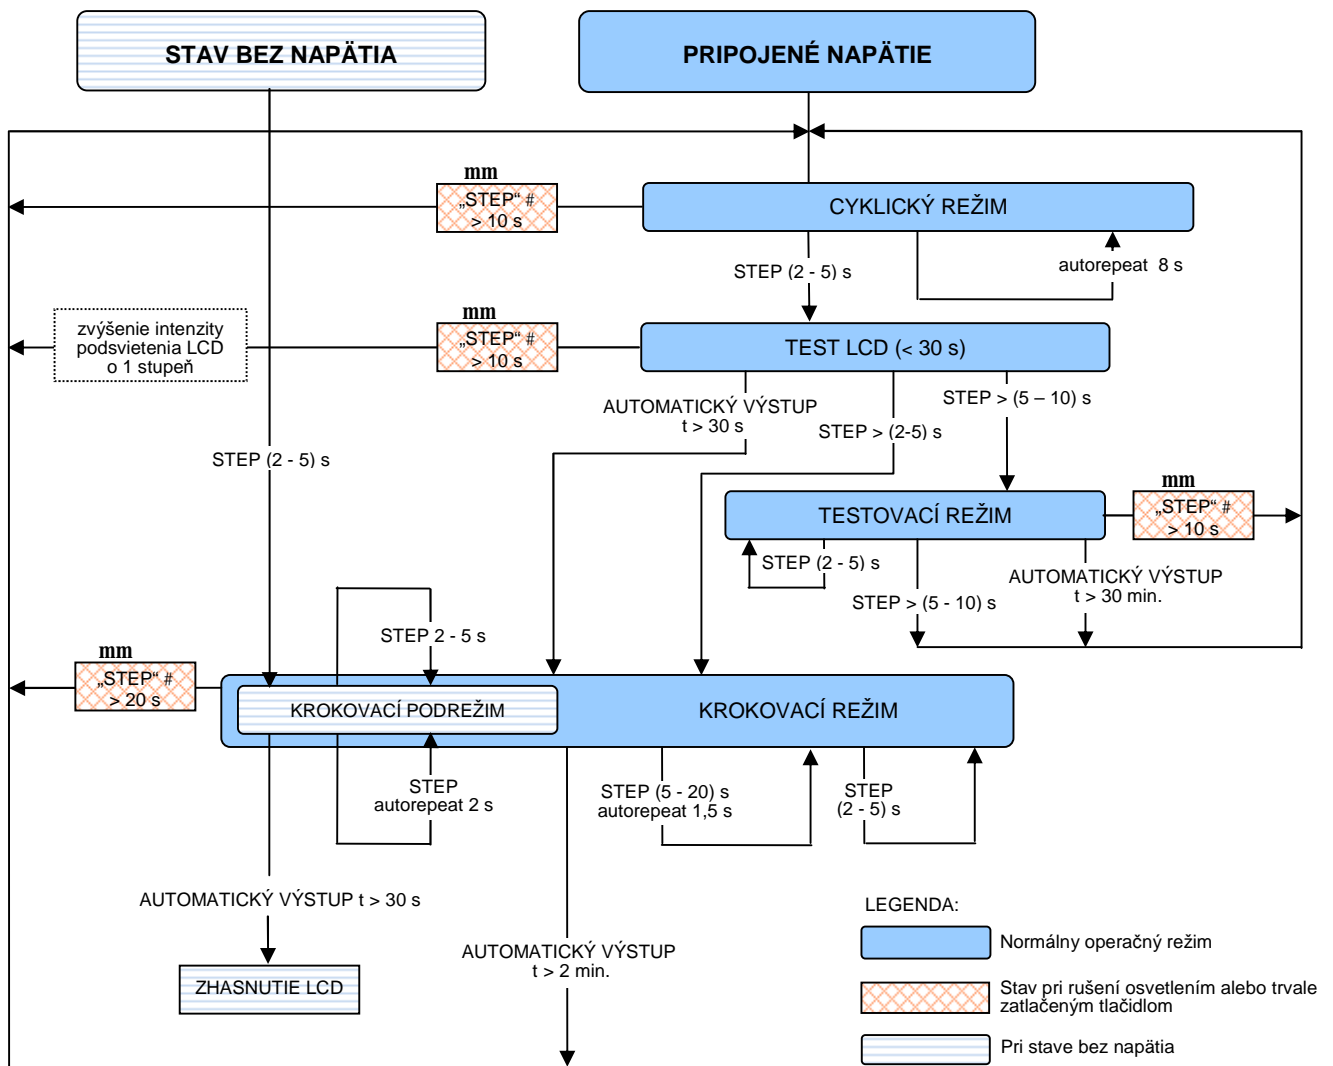 STAV BEZ NAPÄTIA
PRIPOJENÉ NAPÄTIE
mm
„STEP“ #
> 10 s
CYKLICKÝ REŽIM
STEP (2 - 5) s
autorepeat 8 s
zvýšenie intenzity
podsvietenia LCD
o 1 stupeň
mm
„STEP“ #
> 10 s
TEST LCD (< 30 s)
AUTOMATICKÝ VÝSTUP
t > 30 s
STEP > (2-5) s
STEP > (5 – 10) s
STEP (2 - 5) s
TESTOVACÍ REŽIM
mm
„STEP“ #
> 10 s
STEP (2 - 5) s
STEP > (5 - 10) s
AUTOMATICKÝ VÝSTUP
t > 30 min.
STEP 2 - 5 s
mm
„STEP“ #
> 20 s
KROKOVACÍ PODREŽIM
KROKOVACÍ REŽIM
STEP
autorepeat 2 s
STEP (5 - 20) s
autorepeat 1,5 s
STEP
(2 - 5) s
AUTOMATICKÝ VÝSTUP t > 30 s
ZHASNUTIE LCD
AUTOMATICKÝ VÝSTUP
t > 2 min.
LEGENDA:
Normálny operačný režim
Stav pri rušení osvetlením alebo trvale
zatlačeným tlačidlom
Pri stave bez napätia